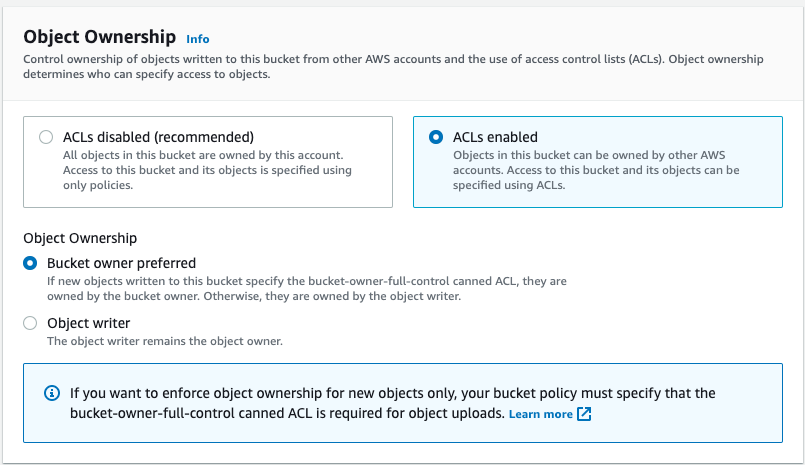 Object Ownership Info
Control ownership of objects written to this bucket from other AWS accounts and the use of access control lists (ACLs). Object ownership
determines who can specify access to objects.
ACLs disabled (recommended)
All objects in this bucket are owned by this account.
Access to this bucket and its objects is specified using
only policies.
ACLs enabled
Objects in this bucket can be owned by other AWS
accounts. Access to this bucket and its objects can be
specified using ACLs.
Object Ownership
Bucket owner preferred
If new objects written to this bucket specify the bucket-owner-full-control canned ACL, they are
owned by the bucket owner. Otherwise, they are owned by the object writer.
Object writer
The object writer remains the object owner.
If you want to enforce object ownership for new objects only, your bucket policy must specify that the
bucket-owner-full-control canned ACL is required for object uploads. Learn more